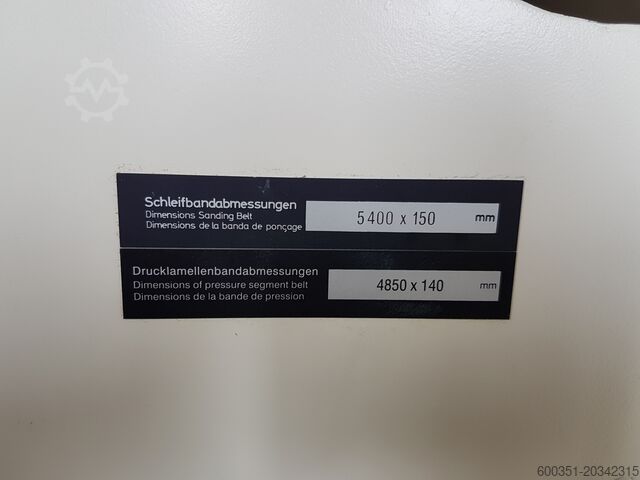 Schleifbandabmessungen
Dimensions Sanding Belt
Dimensions de la banda de ponçage
5400 x 150 mm
Drucklamellenbandabmessungen
Dimensions of pressure segment belt
Dimensions de la bande de pression
4850 x 140 mm
600351-20342315